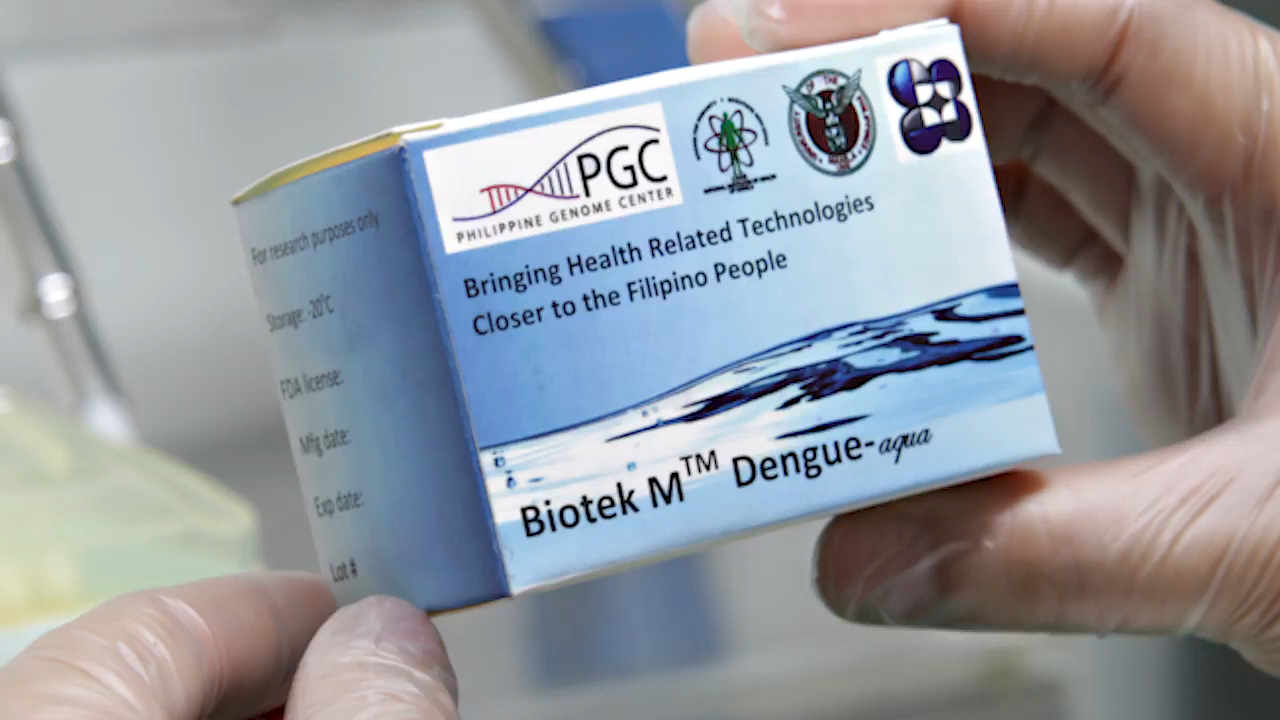 For research purposes only
Storage: -20°C
FDA license:
Mfg date:
Exp date:
Lot #
PGC
PHILIPPINE GENOME CENTER
Bringing Health Related Technologies
Closer to the Filipino People
Biotek M™ Dengue-aqua